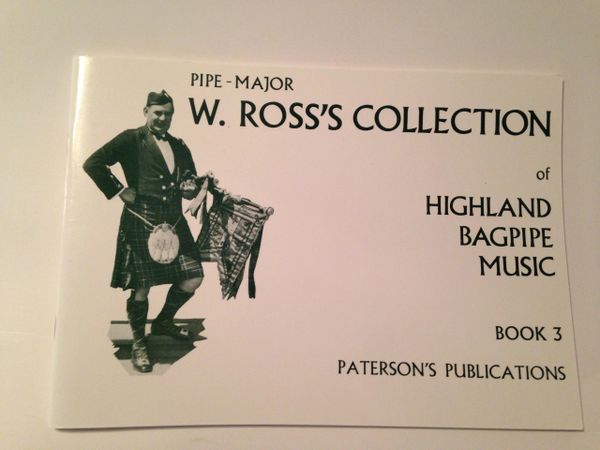 PIPE-MAJOR
W. ROSS'S COLLECTION
of
HIGHLAND
BAGPIPE
MUSIC
BOOK 3
PATERSON'S PUBLICATIONS